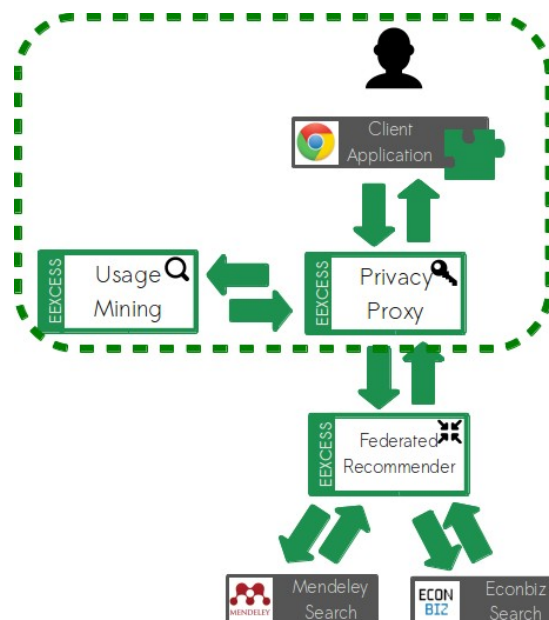 Client
Application
EEXCESS
Usage
Mining
EEXCESS
Privacy
Proxy
EEXCESS
Federated
Recommender
MENDELEY
Mendeley
Search
ECON
BIZ
Econbiz
Search